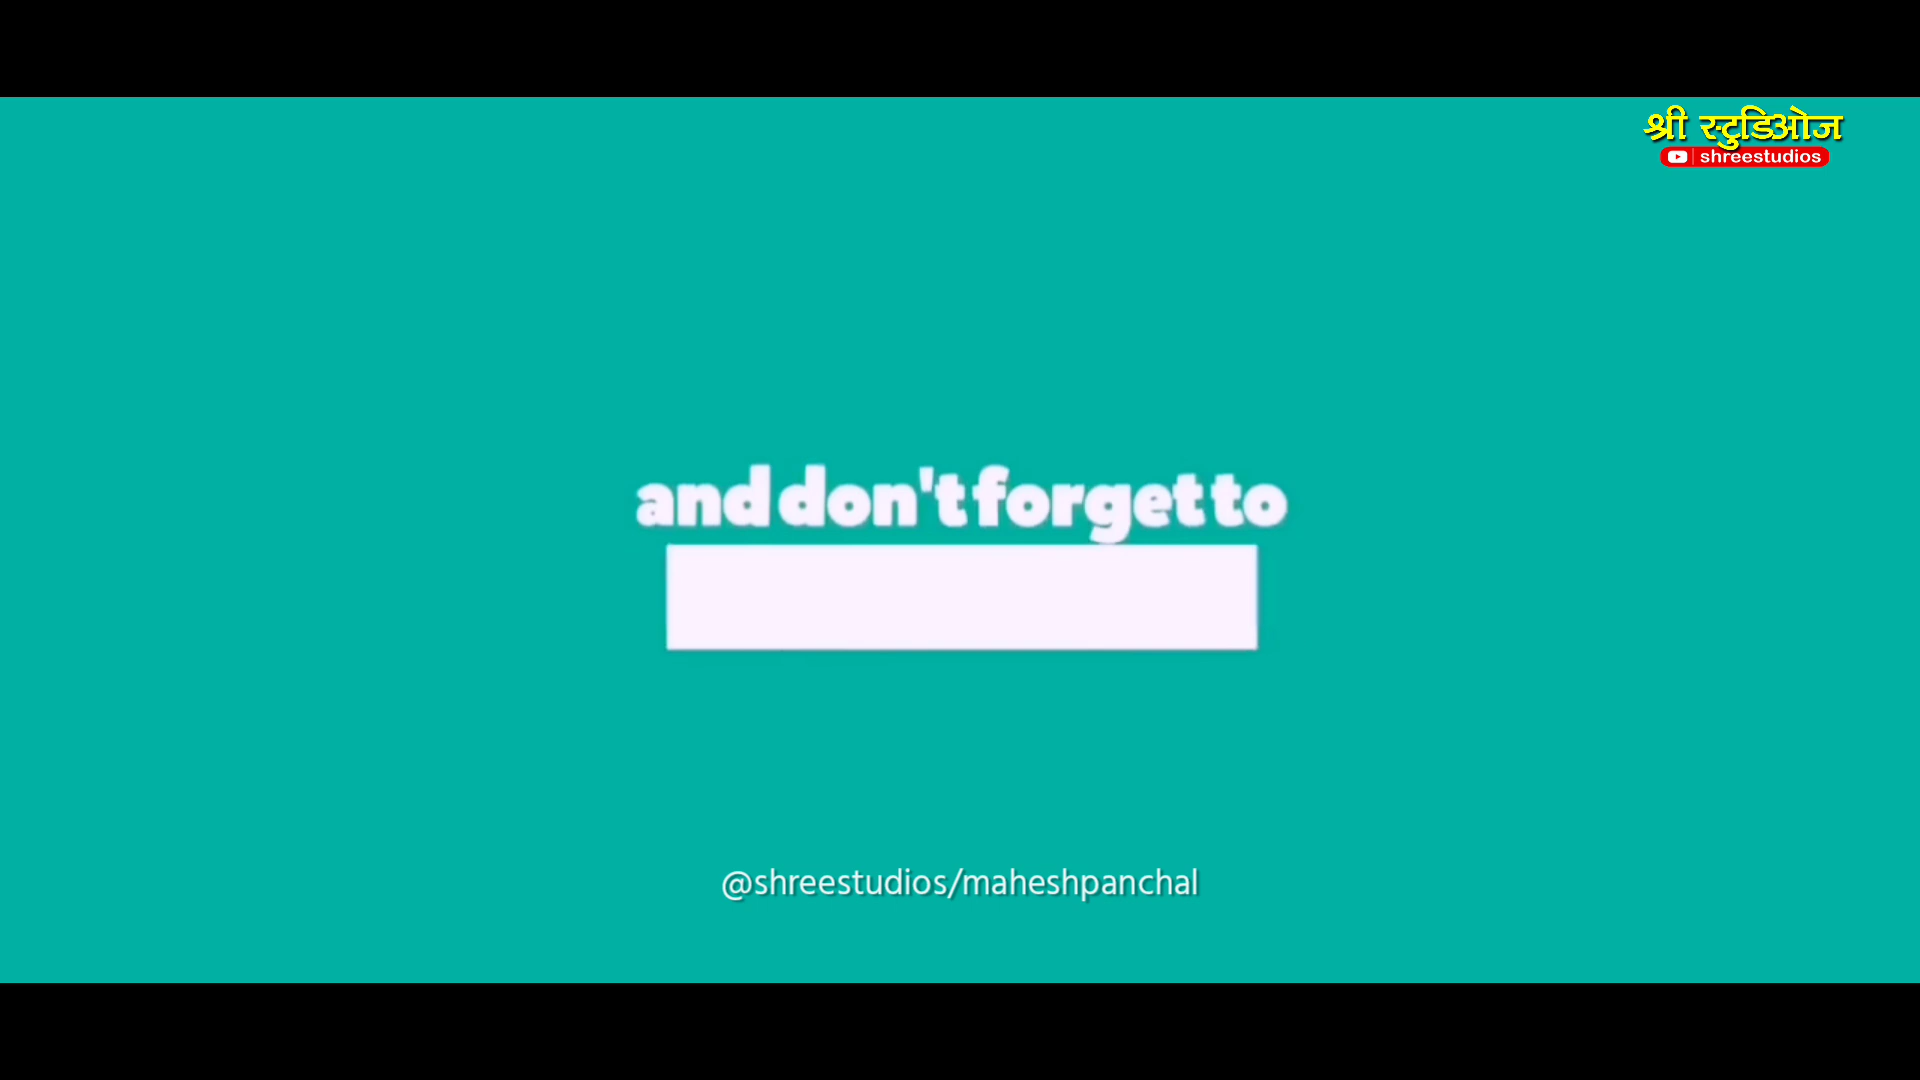 श्री स्टुडिओज
shreestudios
and don't forget to
@shreestudios/maheshpanchal